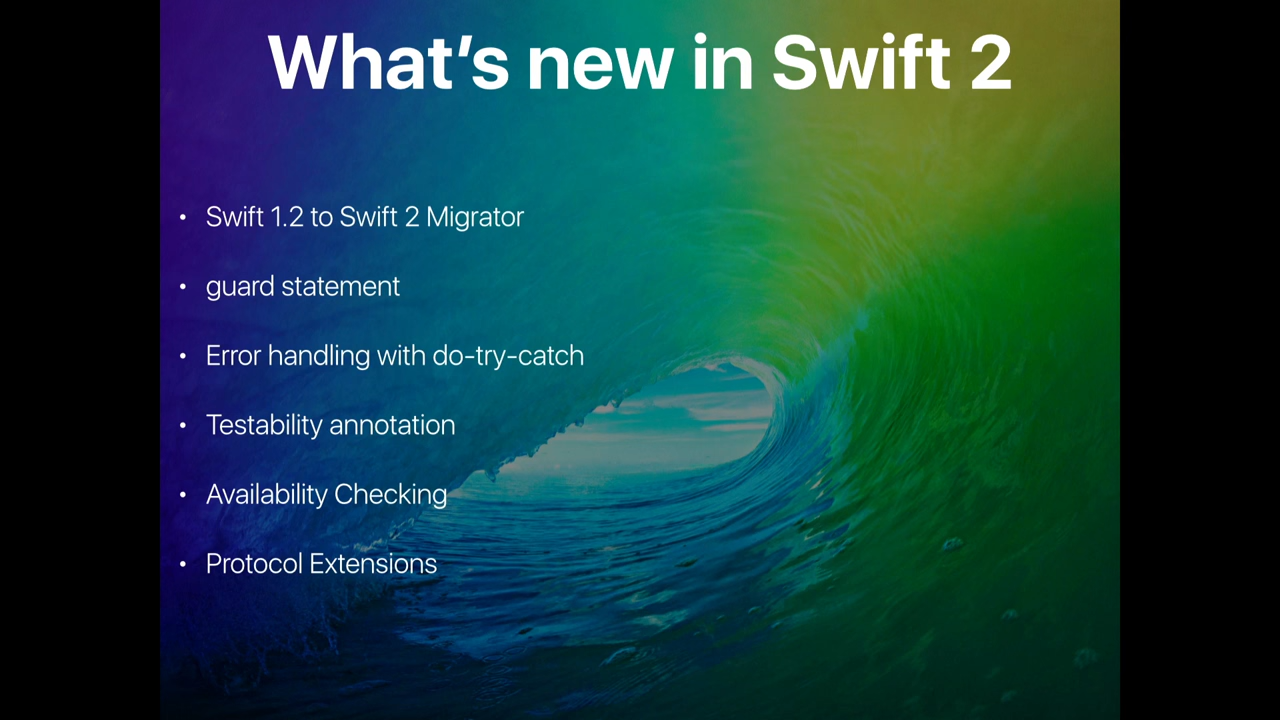 What’s new in Swift 2
• Swift 1.2 to Swift 2 Migrator
• guard statement
• Error handling with do-try-catch
• Testability annotation
• Availability Checking
• Protocol Extensions